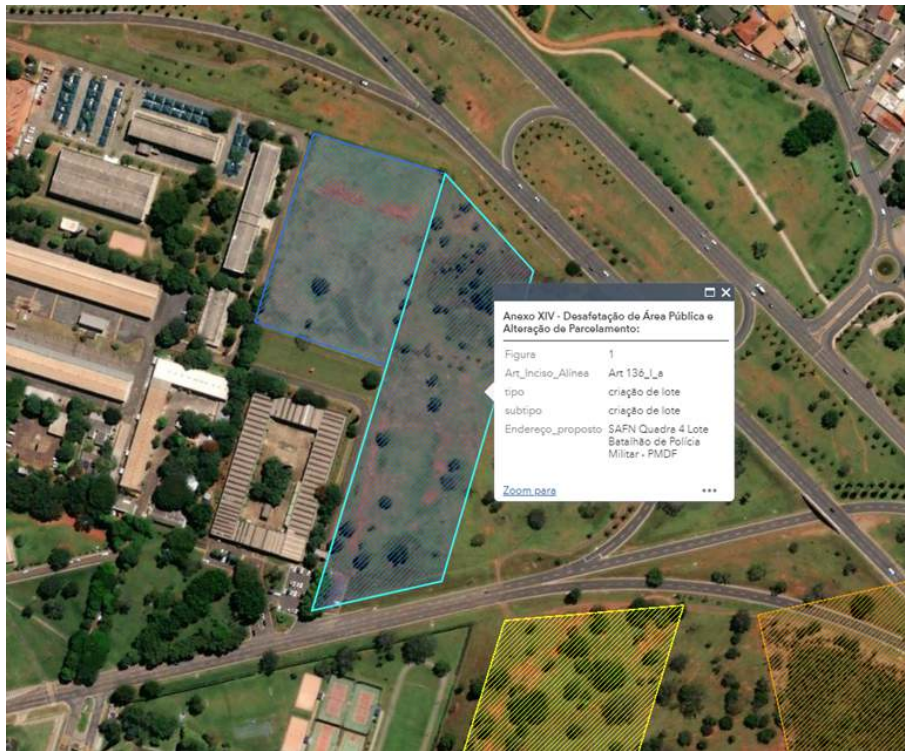 Anexo XIV - Desafetação de Área Pública e
Alteração de Parcelamento:
Figura 1
Art_Inciso_Alínea Art 136_I_a
tipo criação de lote
subtipo criação de lote
Endereço_proposto SAFN Quadra 4 Lote
Batalhão de Polícia
Militar - PMDF
Zoom para